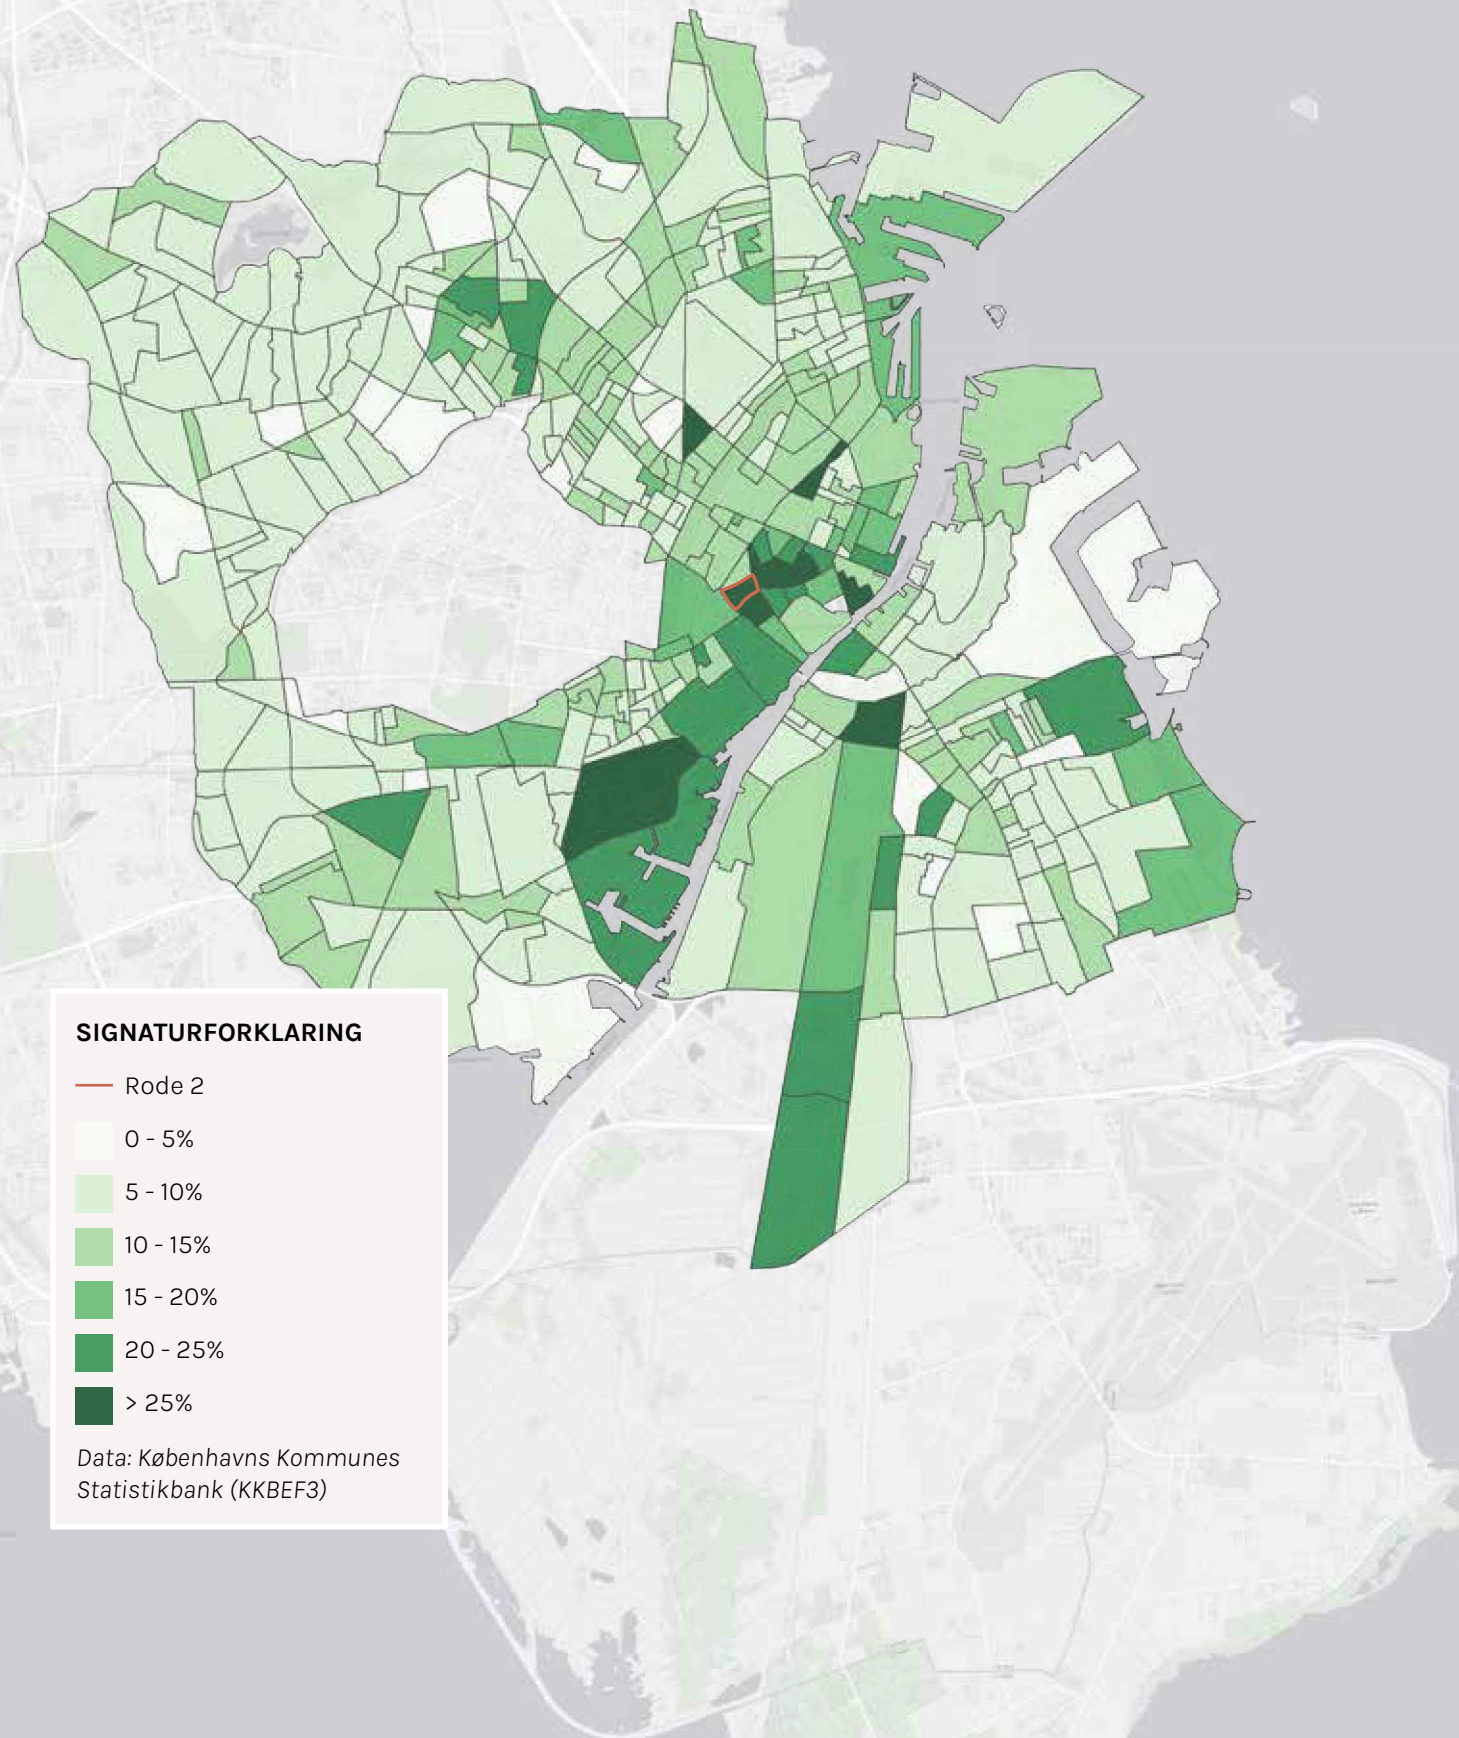 SIGNATURFORKLARING
Rode 2
0 - 5%
5 - 10%
10 - 15%
15 - 20%
20 - 25%
> 25%
Data: Københavns Kommunes
Statistikbank (KKBEF3)